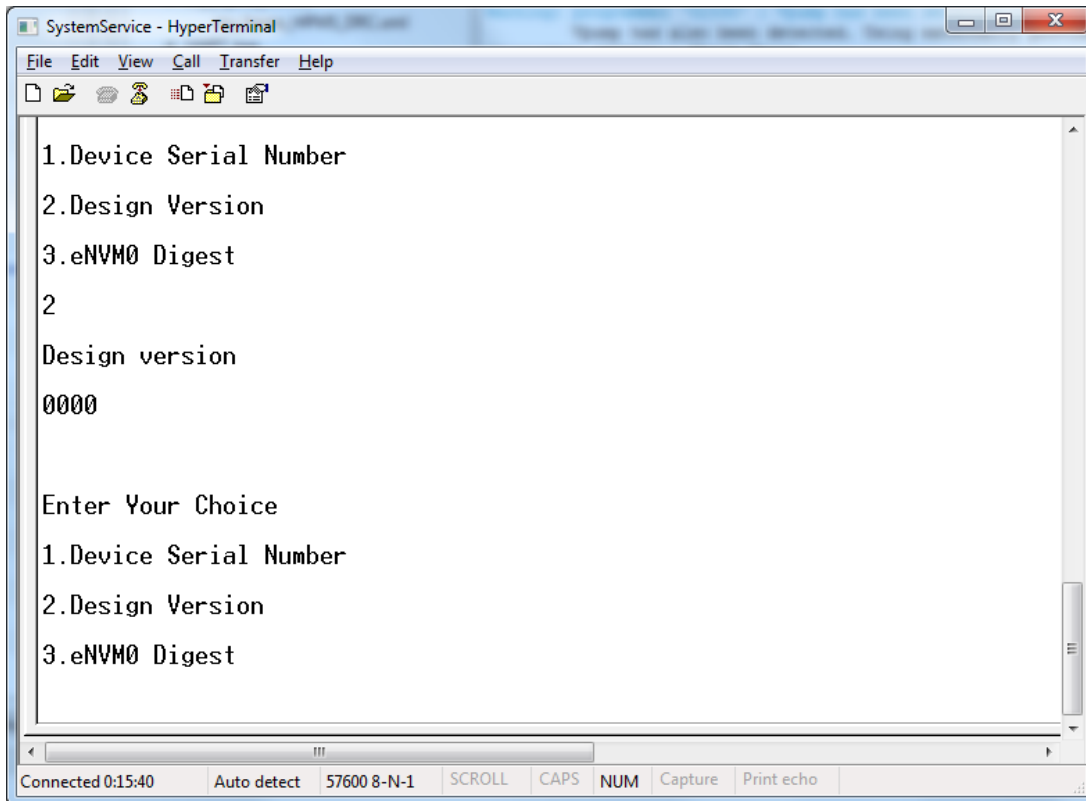 SystemService - HyperTerminal
File Edit View Call Transfer Help
1.Device Serial Number
2.Design Version
3.eNVM0 Digest
2
Design version
0000
Enter Your Choice
1.Device Serial Number
2.Design Version
3.eNVM0 Digest
Connected 0:15:40 Auto detect 57600 8-N-1 SCROLL CAPS NUM Capture Print echo